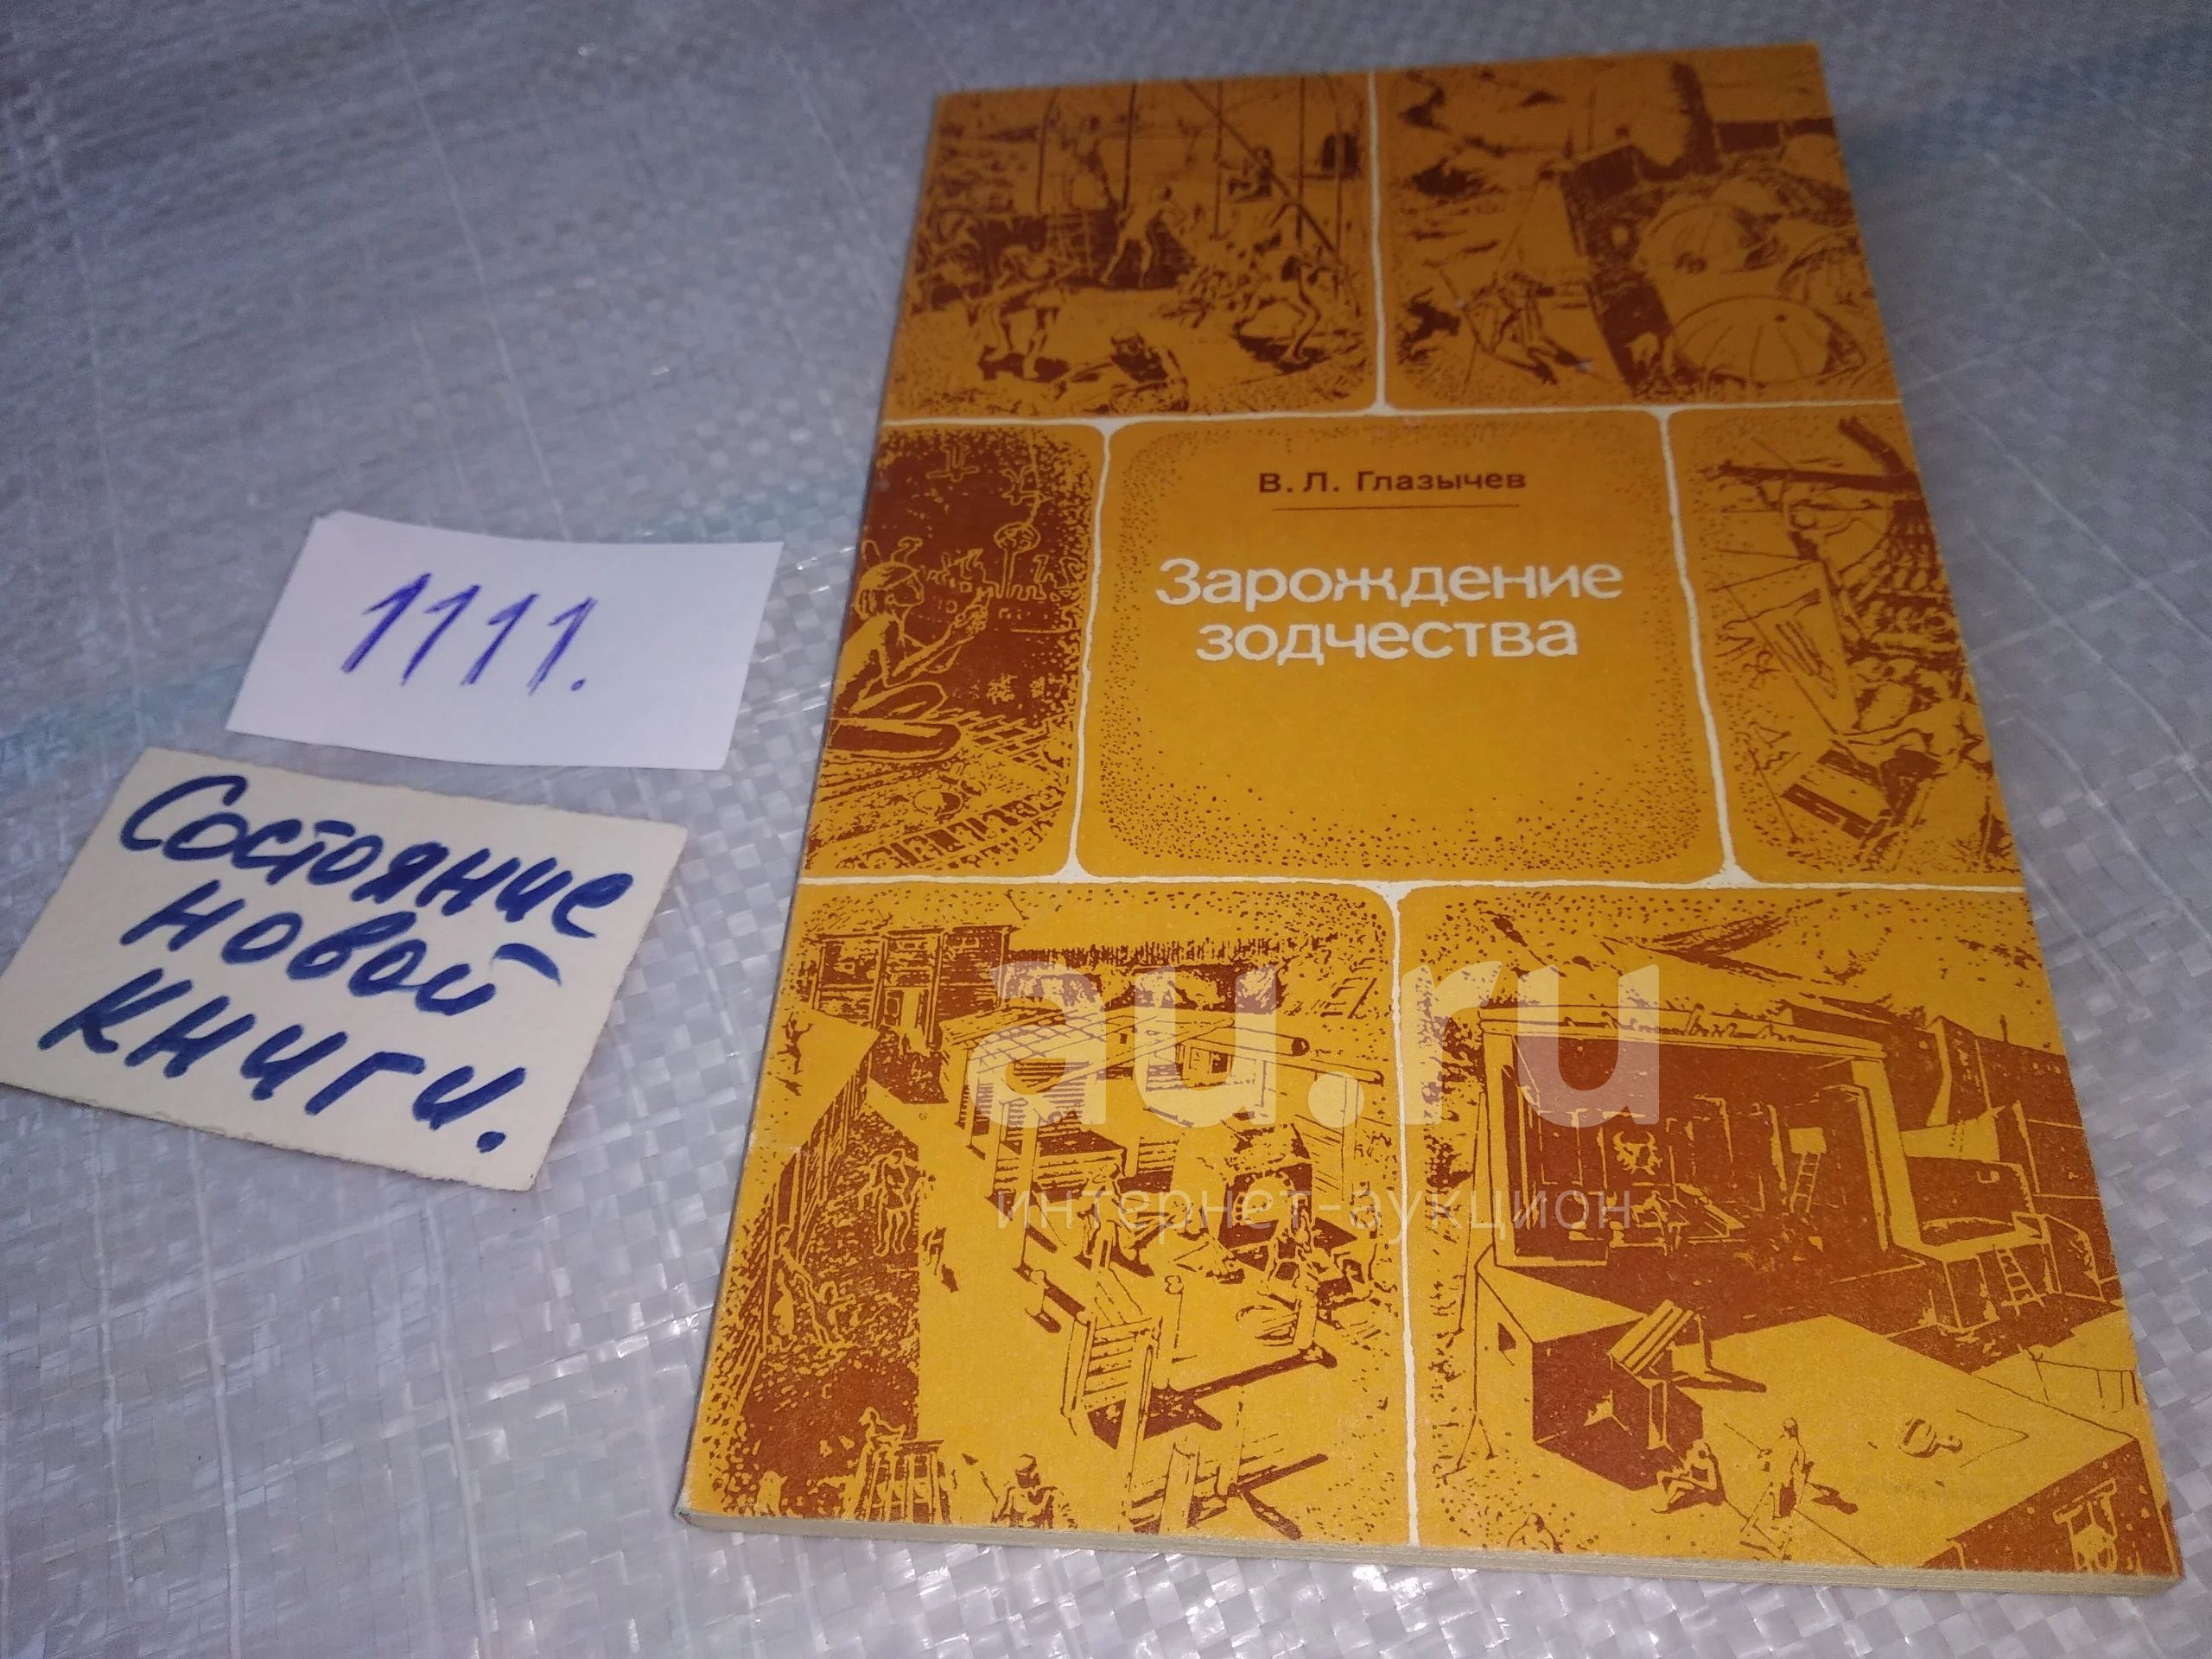 В. Л. Глазычев
Зарождение
зодчества
1111.
Состояние
новой
книги.
au.ru
интернет-аукцион